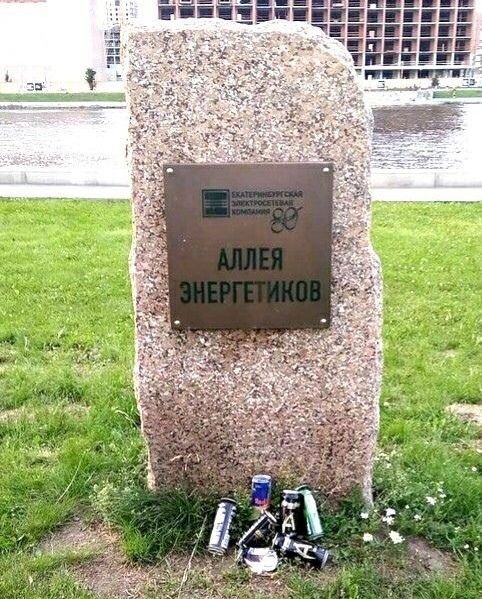 ЕКАТЕРИНБУРГСКАЯ
ЭЛЕКТРОСЕТЕВАЯ
КОМПАНИЯ 80
АЛЛЕЯ
ЭНЕРГЕТИКОВ